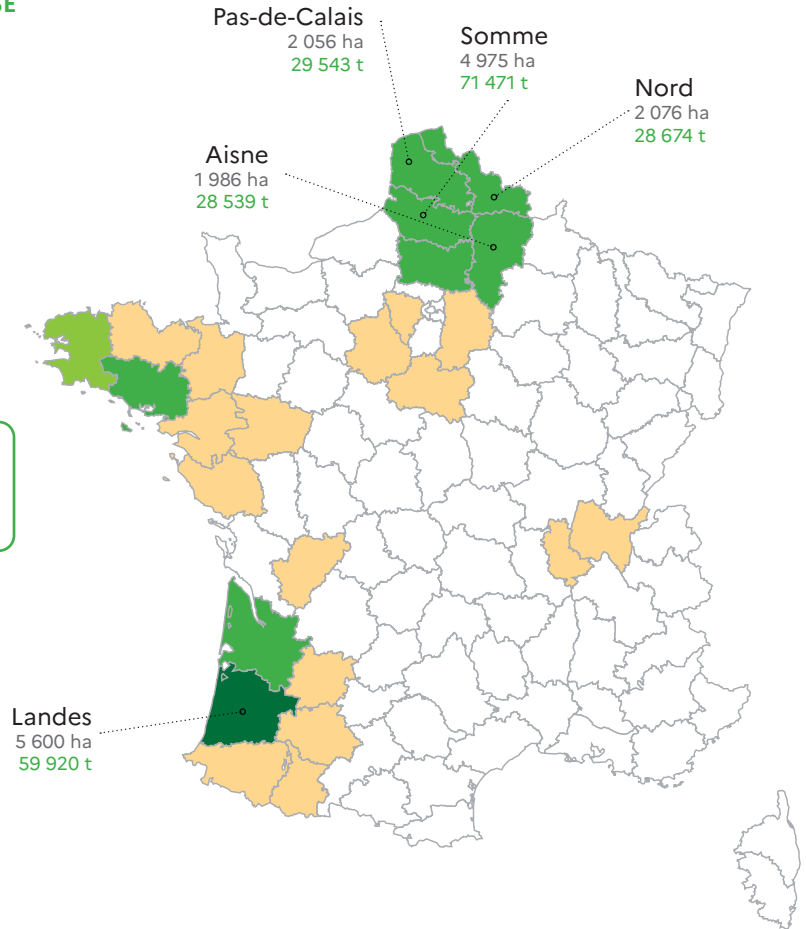 SE
Pas-de-Calais
2 056 ha
29 543 t
Somme
4 975 ha
71 471 t
Nord
2 076 ha
28 674 t
Aisne
1 986 ha
28 539 t
Landes
5 600 ha
59 920 t